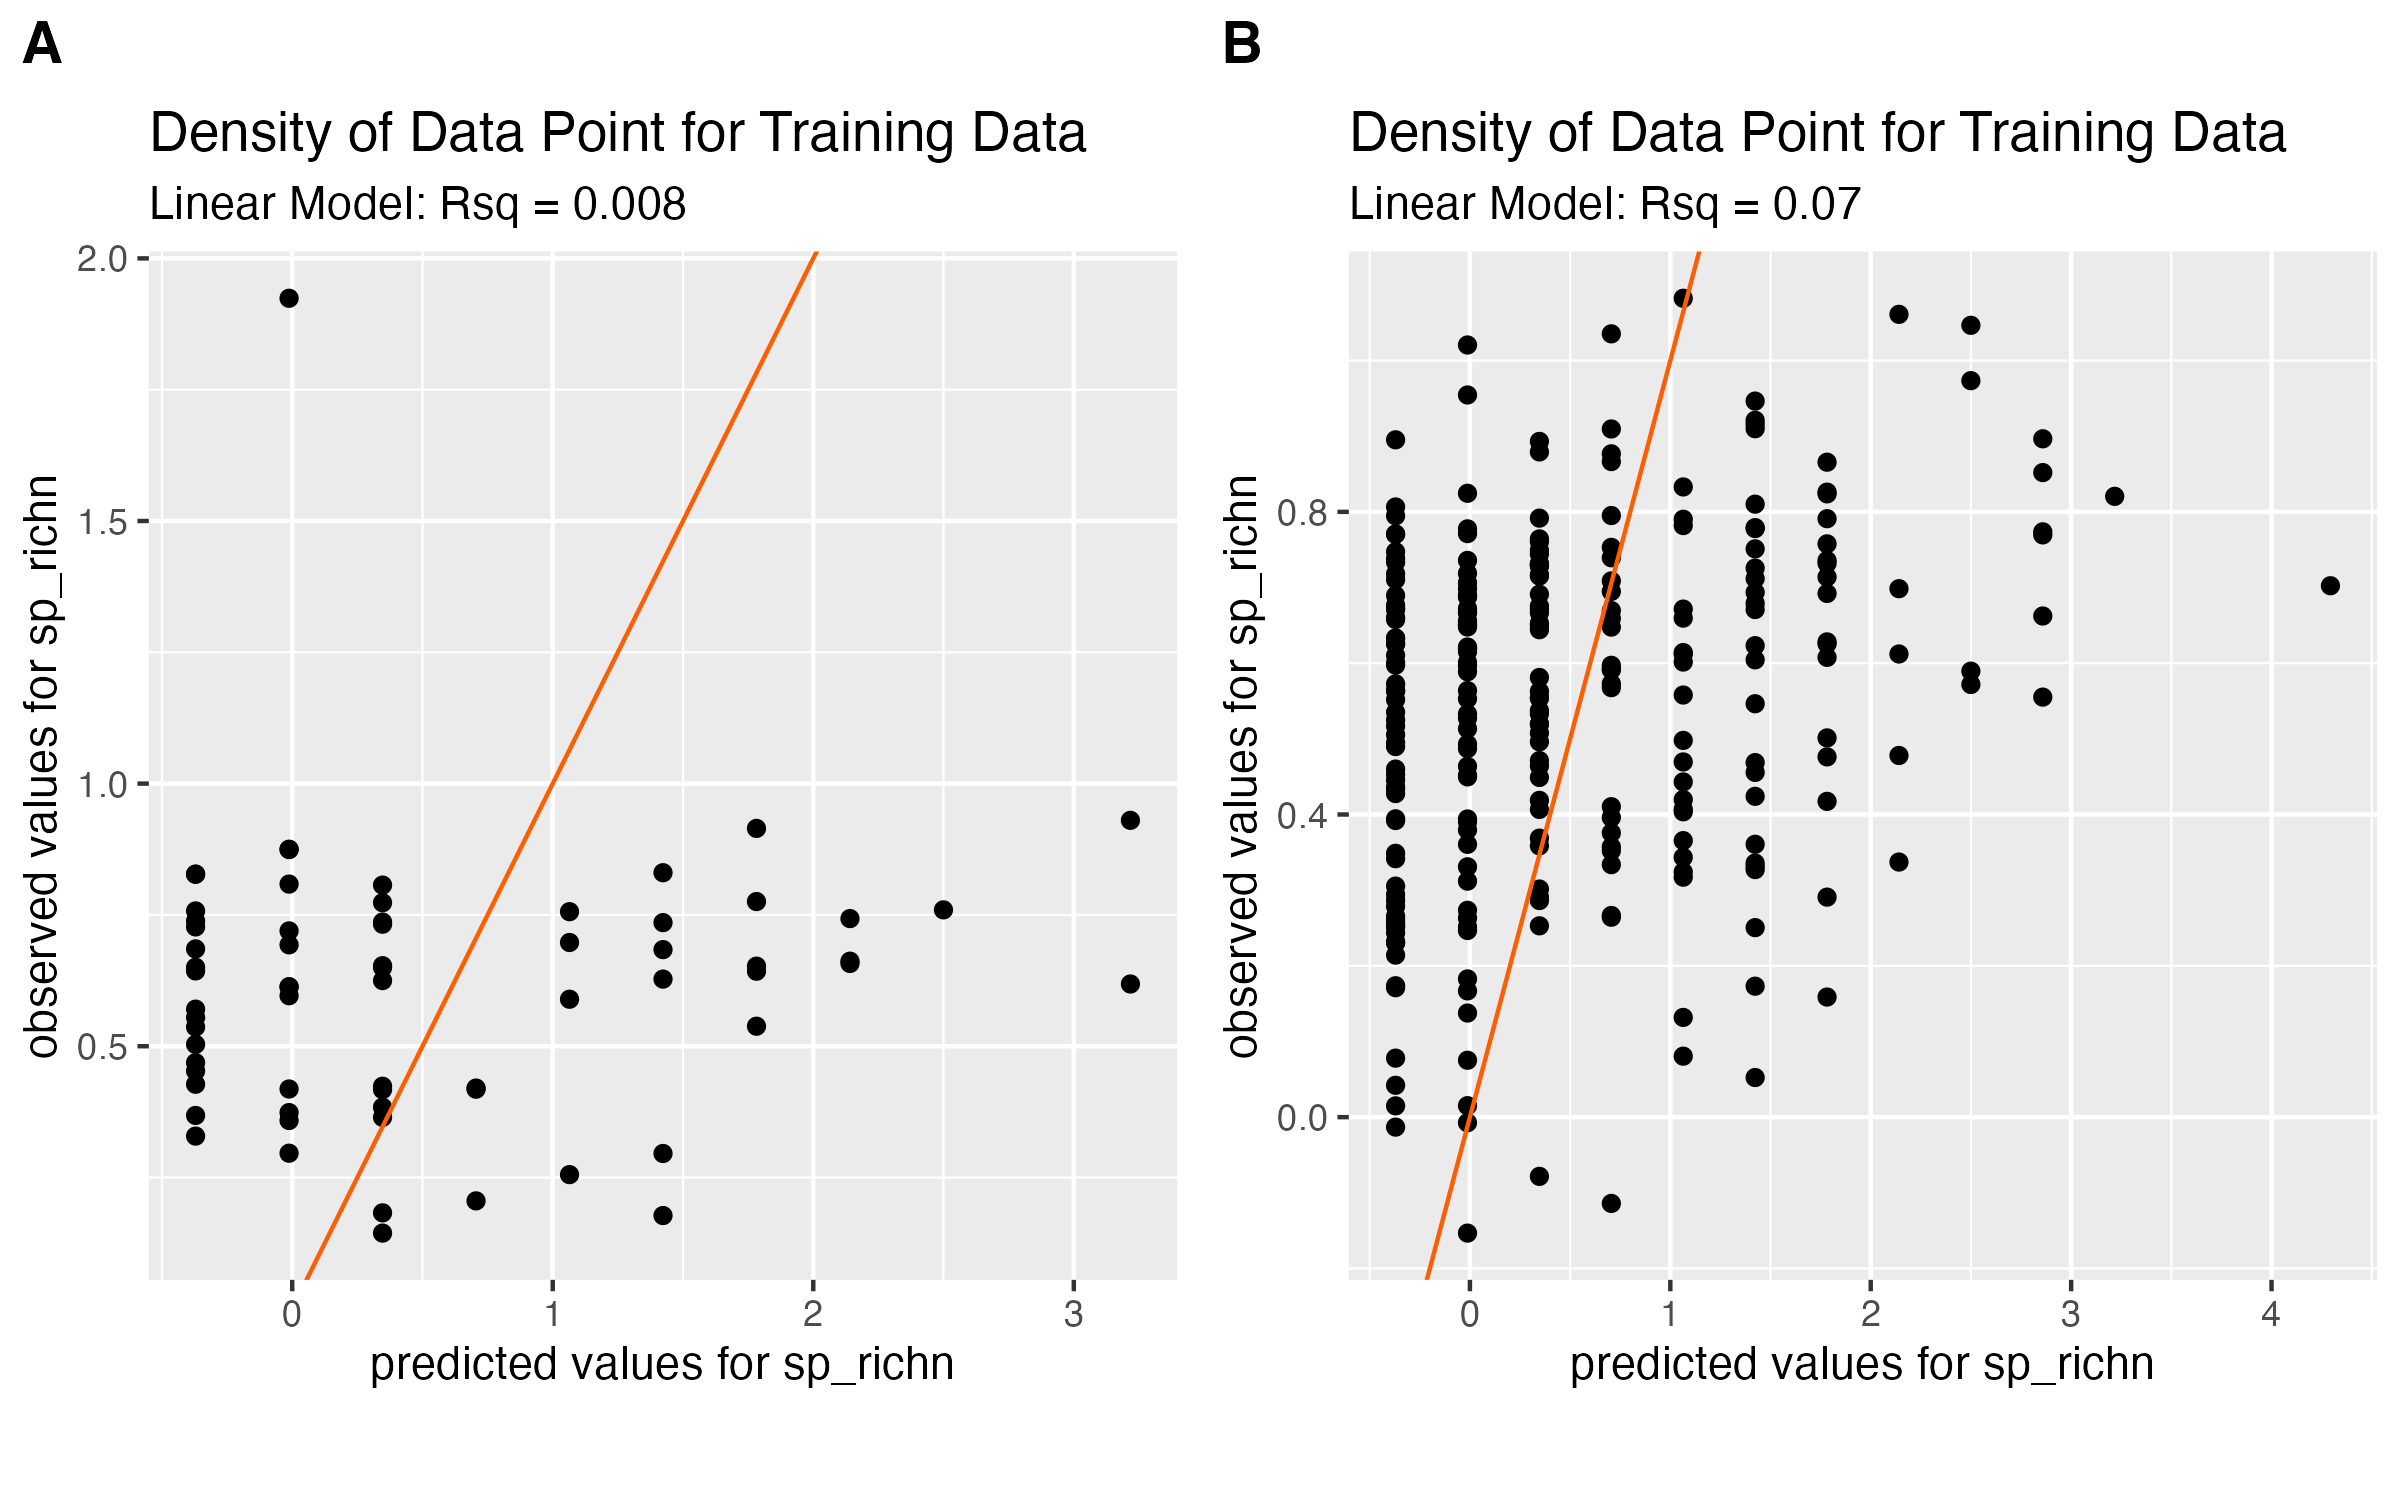 A
Density of Data Point for Training Data
Linear Model: Rsq = 0.008
observed values for sp_richn
2.0
1.5
1.0
0.5
0
1
2
3
predicted values for sp_richn
B
Density of Data Point for Training Data
Linear Model: Rsq = 0.07
observed values for sp_richn
0.8
0.4
0.0
0
1
2
3
4
predicted values for sp_richn